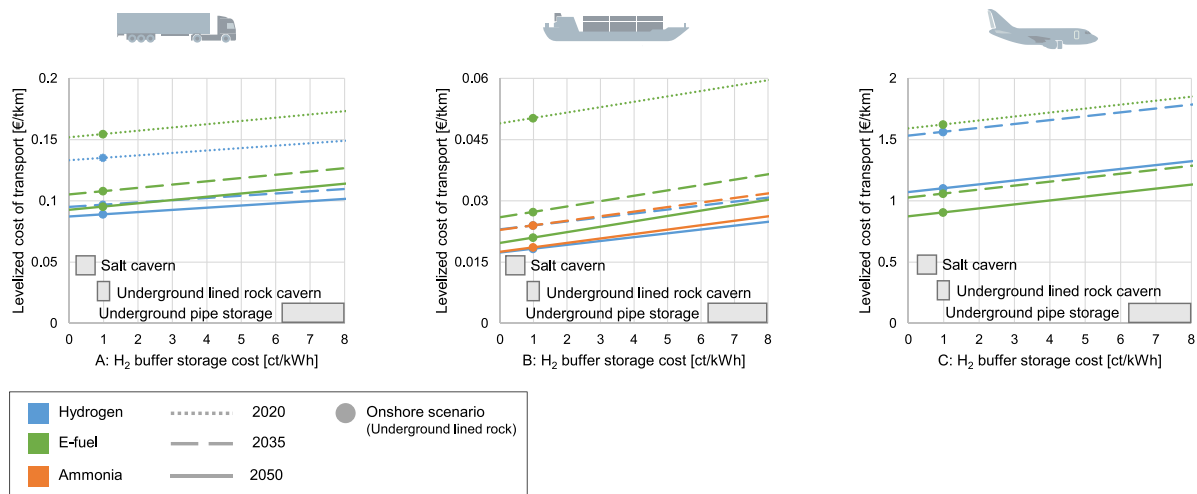 Levelized cost of transport [€/tkm]
0.2
0.15
0.1
0.05
0
Salt cavern
Underground lined rock cavern
Underground pipe storage
0 1 2 3 4 5 6 7 8
A: H₂ buffer storage cost [ct/kWh]
Levelized cost of transport [€/tkm]
0.06
0.045
0.03
0.015
0
Salt cavern
Underground lined rock cavern
Underground pipe storage
0 1 2 3 4 5 6 7 8
B: H₂ buffer storage cost [ct/kWh]
Levelized cost of transport [€/tkm]
2
1.5
1
0.5
0
Salt cavern
Underground lined rock cavern
Underground pipe storage
0 1 2 3 4 5 6 7 8
C: H₂ buffer storage cost [ct/kWh]
Hydrogen
E-fuel
Ammonia
2020
2035
2050
Onshore scenario
(Underground lined rock)